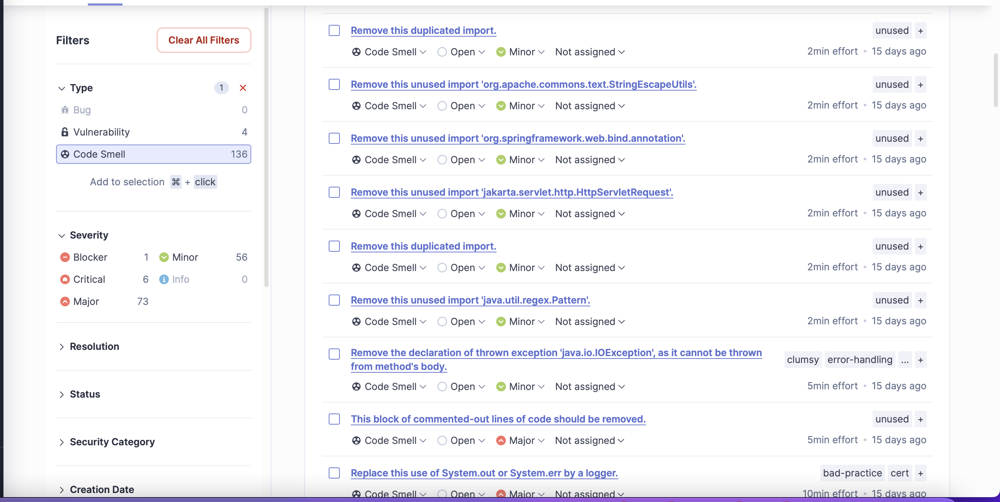 Filters
Clear All Filters
Type 1
Bug 0
Vulnerability 4
Code Smell 136
Add to selection ⌘ + click
Severity
Blocker 1 Minor 56
Critical 6 Info 0
Major 73
Resolution
Status
Security Category
Creation Date
Remove this duplicated import. unused +
Code Smell Open Minor Not assigned 2min effort • 15 days ago
Remove this unused import 'org.apache.commons.text.StringEscapeUtils'. unused +
Code Smell Open Minor Not assigned 2min effort • 15 days ago
Remove this unused import 'org.springframework.web.bind.annotation'. unused +
Code Smell Open Minor Not assigned 2min effort • 15 days ago
Remove this unused import 'jakarta.servlet.http.HttpServletRequest'. unused +
Code Smell Open Minor Not assigned 2min effort • 15 days ago
Remove this duplicated import. unused +
Code Smell Open Minor Not assigned 2min effort • 15 days ago
Remove this unused import 'java.util.regex.Pattern'. unused +
Code Smell Open Minor Not assigned 2min effort • 15 days ago
Remove the declaration of thrown exception 'java.io.IOException', as it cannot be thrown
from method's body. clumsy error-handling ... +
Code Smell Open Minor Not assigned 5min effort • 15 days ago
This block of commented-out lines of code should be removed. unused +
Code Smell Open Major Not assigned 5min effort • 15 days ago
Replace this use of System.out or System.err by a logger. bad-practice cert +
Code Smell Open Major Not assigned 10min effort • 15 days ago